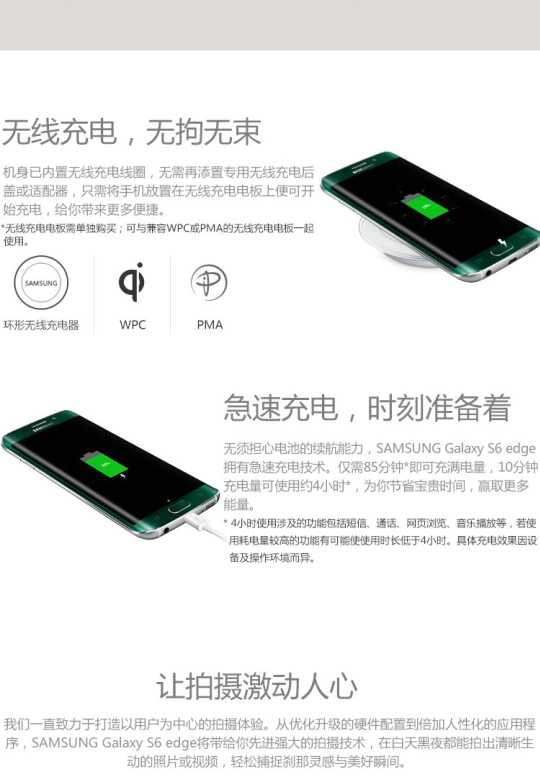 无线充电，无拘无束
机身已内置无线充电线圈，无需再添置专用无线充电后
盖或适配器，只需将手机放置在无线充电电板上便可开
始充电，给你带来更多便捷。
*无线充电电板需单独购买；可与兼容WPC或PMA的无线充电电板一起
使用。
SAMSUNG
环形无线充电器
WPC
PMA
急速充电，时刻准备着
无须担心电池的续航能力，SAMSUNG Galaxy S6 edge
拥有急速充电技术。仅需85分钟*即可充满电量，10分钟
充电量可使用约4小时*，为你节省宝贵时间，赢取更多
能量。
* 4小时使用涉及的功能包括短信、通话、网页浏览、音乐播放等，若使
用耗电量较高的功能有可能使使用时长低于4小时。具体充电效果因设
备及操作环境而异。
让拍摄激动人心
我们一直致力于打造以用户为中心的拍摄体验。从优化升级的硬件配置到倍加人性化的应用程
序，SAMSUNG Galaxy S6 edge将带给你先进强大的拍摄技术，在白天黑夜都能拍出清晰生
动的照片或视频，轻松捕捉刹那灵感与美好瞬间。